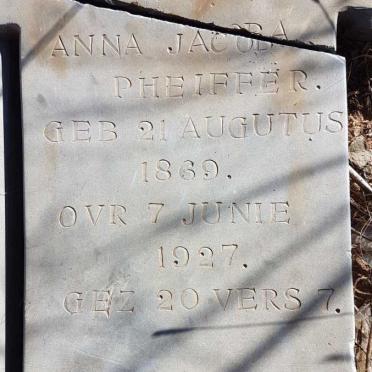 ANNA JACOBA
PHEIFFER.
GEB 21 AUGUTUS
1869.
OVR 7 JUNIE
1927.
GEZ 20 VERS 7.